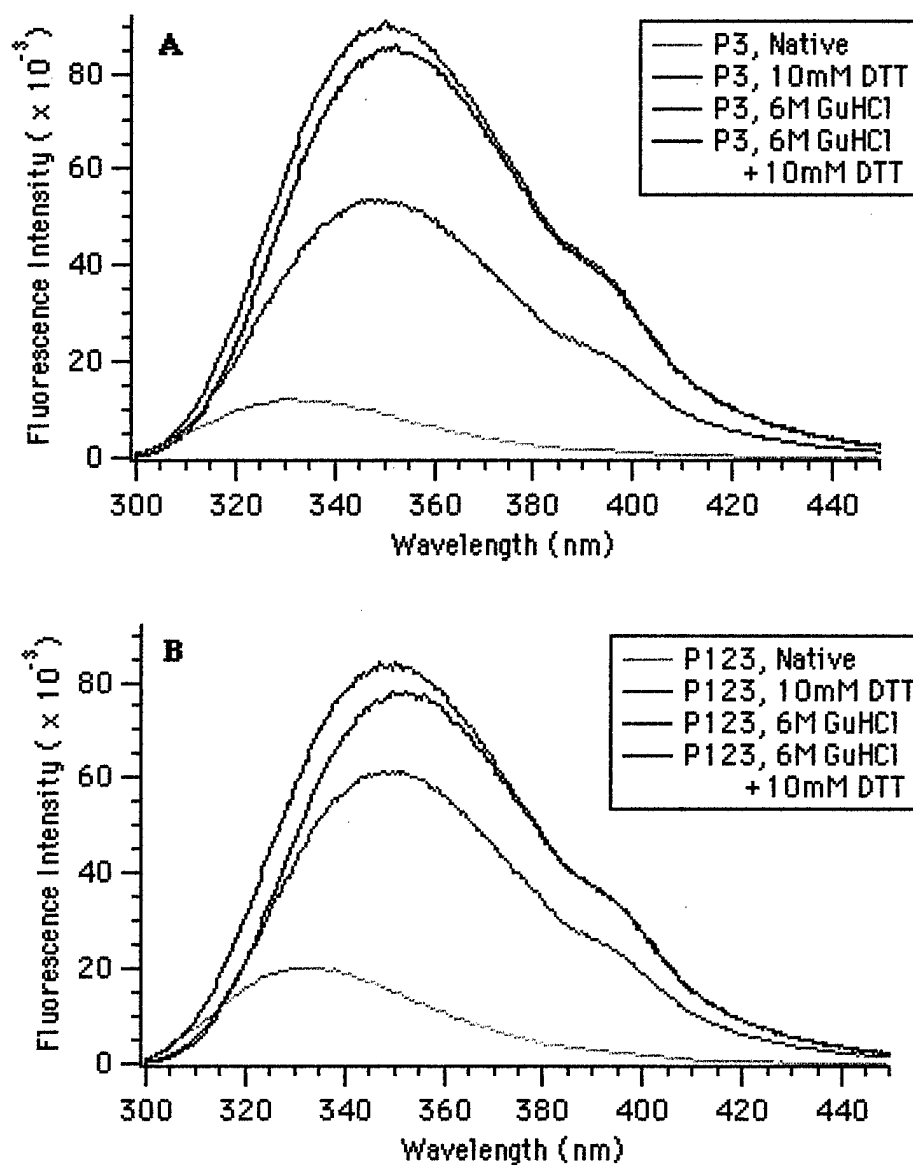 A
P3, Native
P3, 10mM DTT
P3, 6M GuHCl
P3, 6M GuHCl
+10mM DTT
Fluorescence Intensity ( x 10⁻³)
80
60
40
20
0
300 320 340 360 380 400 420 440
Wavelength (nm)
B
P123, Native
P123, 10mM DTT
P123, 6M GuHCl
P123, 6M GuHCl
+10mM DTT
Fluorescence Intensity ( x 10⁻³)
80
60
40
20
0
300 320 340 360 380 400 420 440
Wavelength (nm)